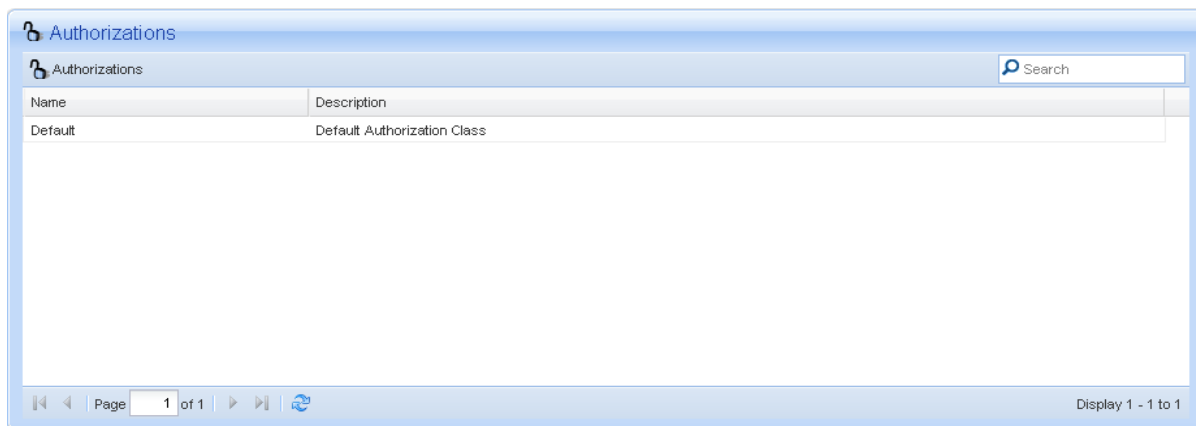 Authorizations
Authorizations Search
Name Description
Default Default Authorization Class
Page 1 of 1 Display 1 - 1 to 1